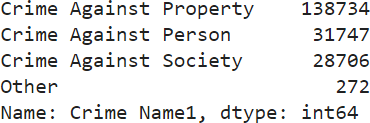 Crime Against Property    138734
Crime Against Person       31747
Crime Against Society      28706
Other                        272
Name: Crime Name1, dtype: int64